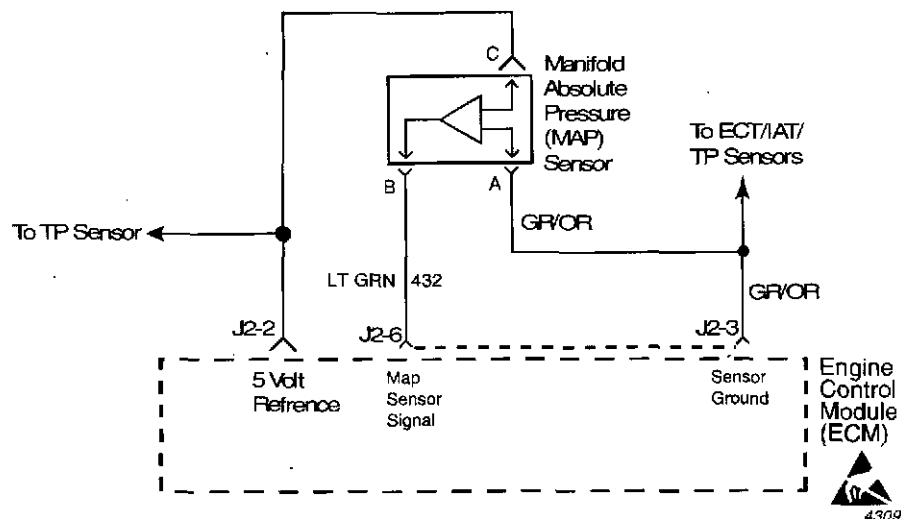 C
Manifold
Absolute
Pressure
(MAP)
Sensor
To ECT/IAT/
TP Sensors
B
A
GR/OR
To TP Sensor
LT GRN 432
GR/OR
J2-2
J2-6
J2-3
5 Volt
Refrence
Map
Sensor
Signal
Sensor
Ground
Engine
Control
Module
(ECM)
4309